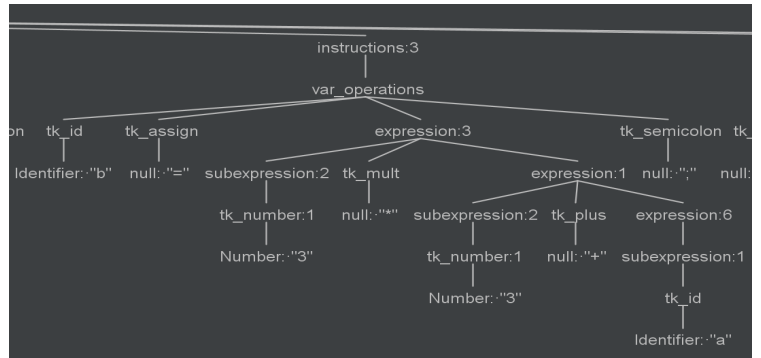 instructions:3
var_operations
on tk_id tk_assign expression:3 tk_semicolon tk_
Identifier:·"b" null:·"=" subexpression:2 tk_mult expression:1 null:·";" null:
tk_number:1 null:·"*" subexpression:2 tk_plus expression:6
Number:·"3" tk_number:1 null:·"+" subexpression:1
Number:·"3" tk_id
Identifier:·"a"